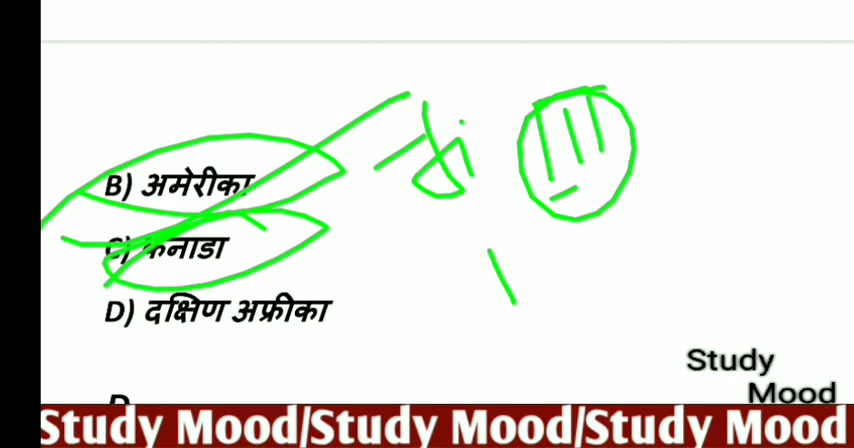 B) अमेरीका
C) कनाडा
D) दक्षिण अफ्रीका
Study
Mood
Study Mood/Study Mood/Study Mood